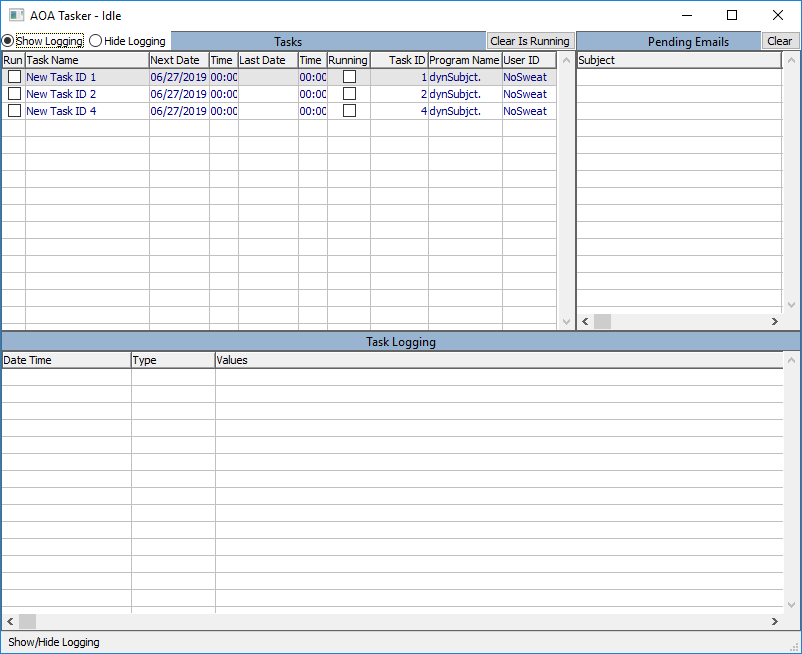 AOA Tasker - Idle
Show Logging Hide Logging Tasks Clear Is Running Pending Emails Clear
Run Task Name Next Date Time Last Date Time Running Task ID Program Name User ID Subject
New Task ID 1 06/27/2019 00:00 00:00 1 dynSubjct. NoSweat
New Task ID 2 06/27/2019 00:00 00:00 2 dynSubjct. NoSweat
New Task ID 4 06/27/2019 00:00 00:00 4 dynSubjct. NoSweat
Task Logging
Date Time Type Values
Show/Hide Logging